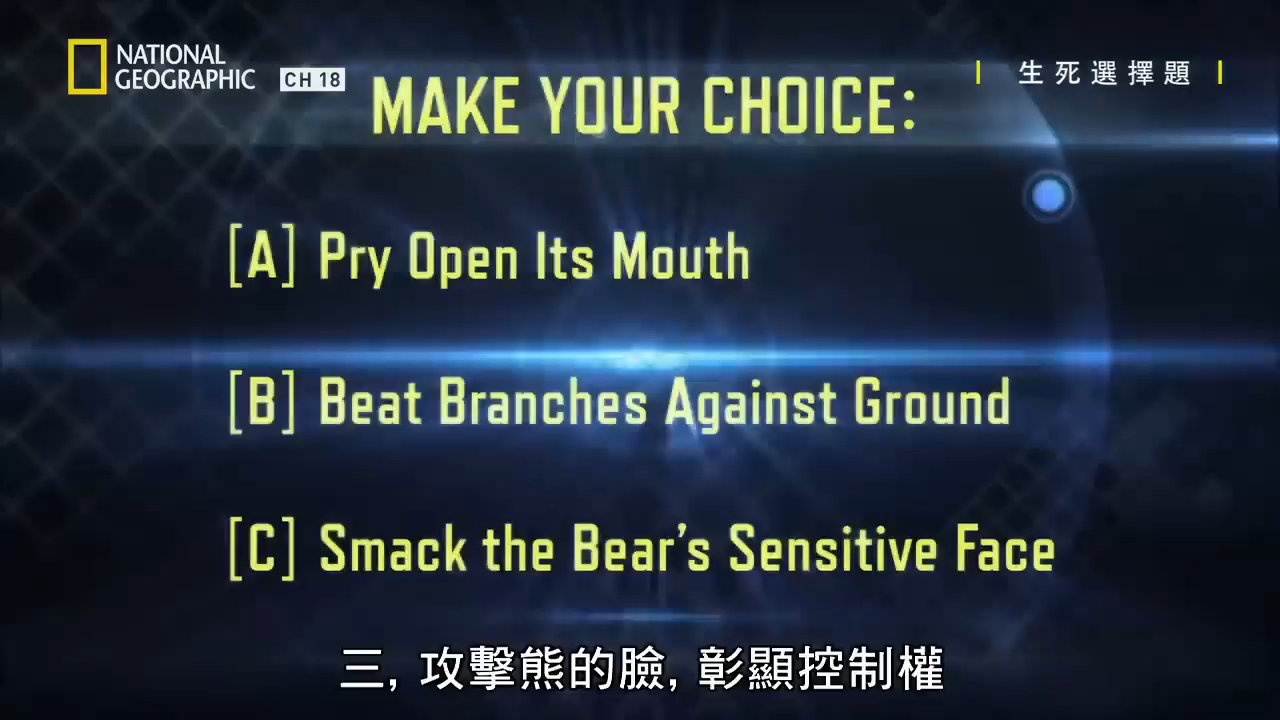 NATIONAL
GEOGRAPHIC
CH 18
生死選擇題
MAKE YOUR CHOICE:
[A] Pry Open Its Mouth
[B] Beat Branches Against Ground
[C] Smack the Bear's Sensitive Face
三, 攻擊熊的臉, 彰顯控制權